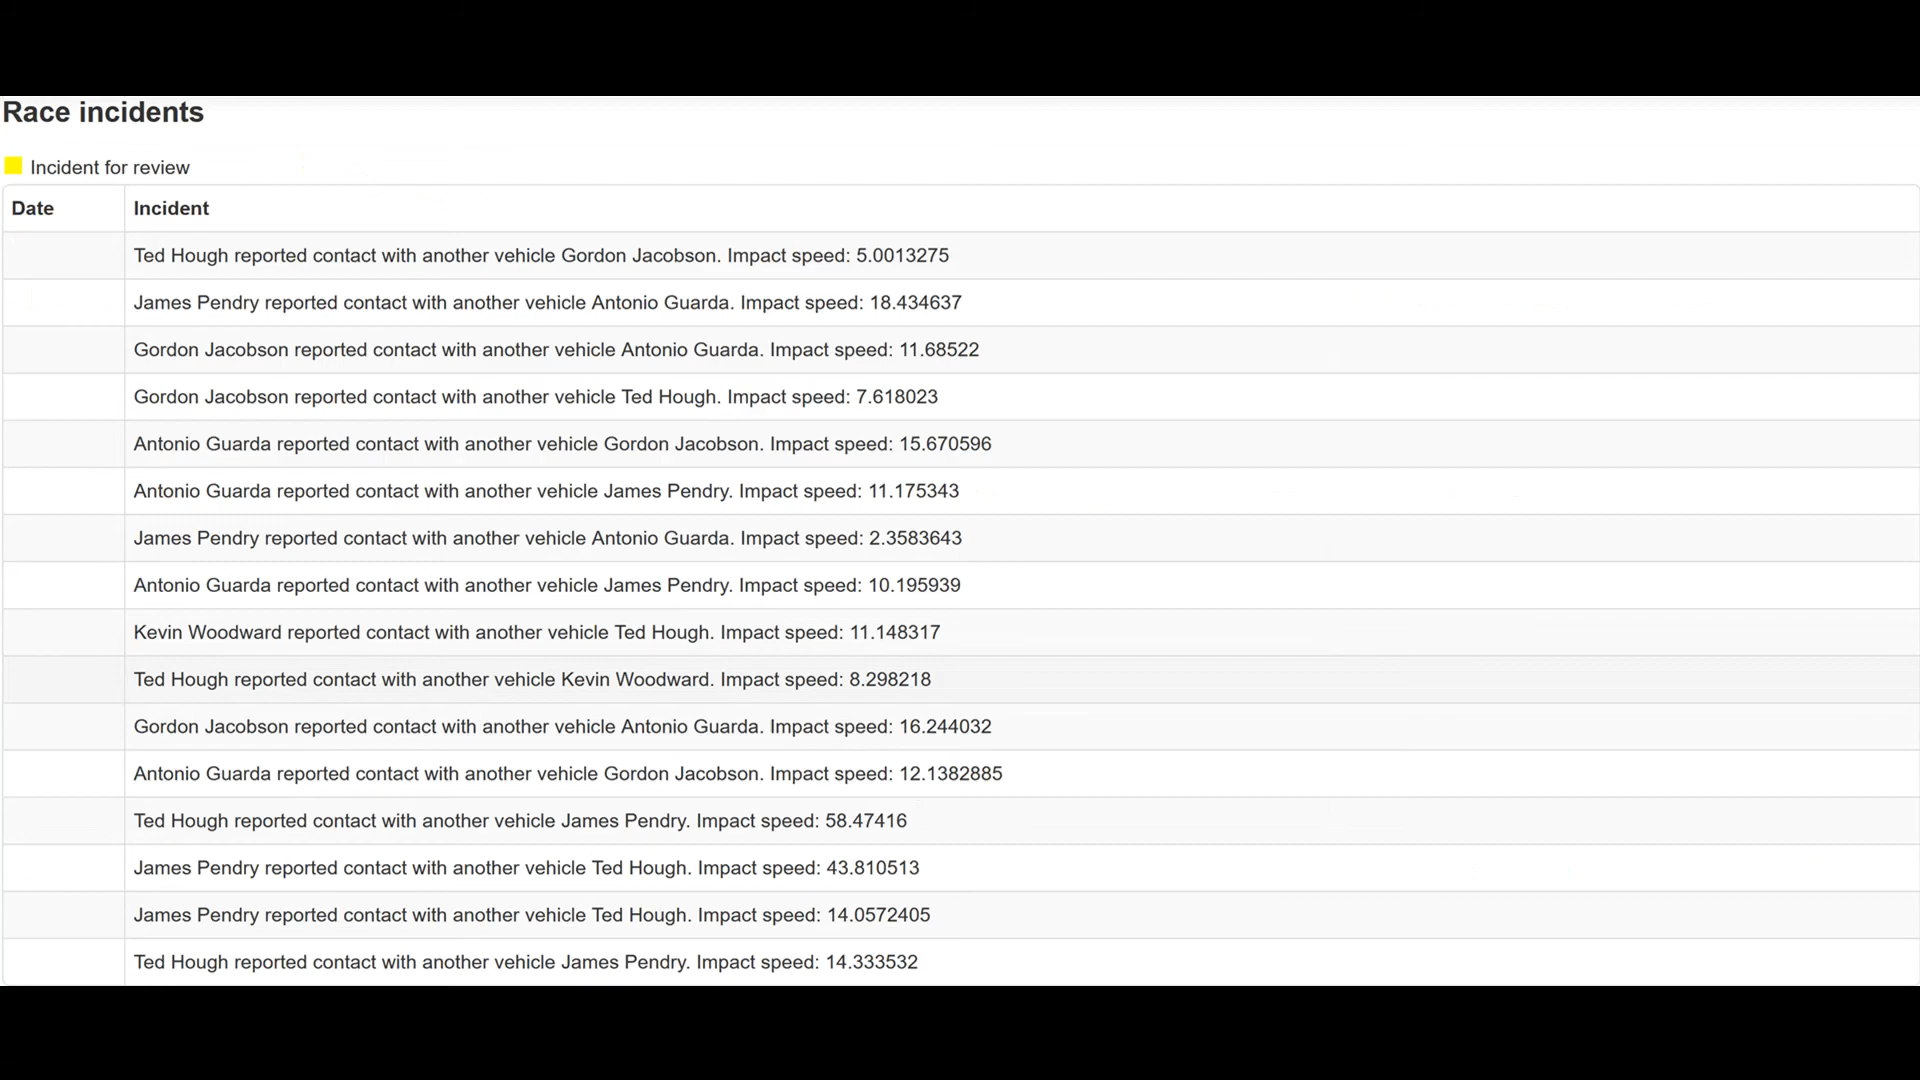 Race incidents
Incident for review
Date Incident
Ted Hough reported contact with another vehicle Gordon Jacobson. Impact speed: 5.0013275
James Pendry reported contact with another vehicle Antonio Guarda. Impact speed: 18.434637
Gordon Jacobson reported contact with another vehicle Antonio Guarda. Impact speed: 11.68522
Gordon Jacobson reported contact with another vehicle Ted Hough. Impact speed: 7.618023
Antonio Guarda reported contact with another vehicle Gordon Jacobson. Impact speed: 15.670596
Antonio Guarda reported contact with another vehicle James Pendry. Impact speed: 11.175343
James Pendry reported contact with another vehicle Antonio Guarda. Impact speed: 2.3583643
Antonio Guarda reported contact with another vehicle James Pendry. Impact speed: 10.195939
Kevin Woodward reported contact with another vehicle Ted Hough. Impact speed: 11.148317
Ted Hough reported contact with another vehicle Kevin Woodward. Impact speed: 8.298218
Gordon Jacobson reported contact with another vehicle Antonio Guarda. Impact speed: 16.244032
Antonio Guarda reported contact with another vehicle Gordon Jacobson. Impact speed: 12.1382885
Ted Hough reported contact with another vehicle James Pendry. Impact speed: 58.47416
James Pendry reported contact with another vehicle Ted Hough. Impact speed: 43.810513
James Pendry reported contact with another vehicle Ted Hough. Impact speed: 14.0572405
Ted Hough reported contact with another vehicle James Pendry. Impact speed: 14.333532